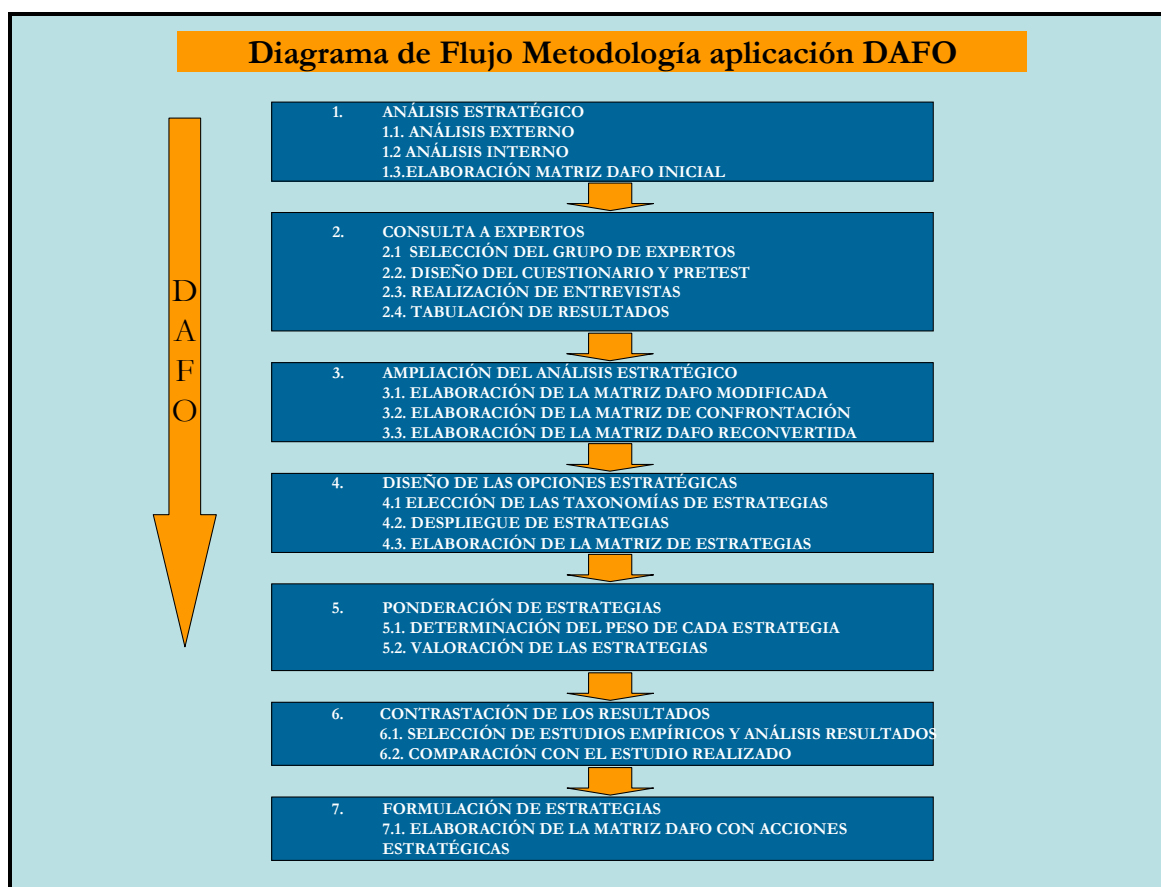 Diagrama de Flujo Metodología aplicación DAFO
D
A
F
O
1. ANÁLISIS ESTRATÉGICO
1.1. ANÁLISIS EXTERNO
1.2 ANÁLISIS INTERNO
1.3.ELABORACIÓN MATRIZ DAFO INICIAL
2. CONSULTA A EXPERTOS
2.1 SELECCIÓN DEL GRUPO DE EXPERTOS
2.2. DISEÑO DEL CUESTIONARIO Y PRETEST
2.3. REALIZACIÓN DE ENTREVISTAS
2.4. TABULACIÓN DE RESULTADOS
3. AMPLIACIÓN DEL ANÁLISIS ESTRATÉGICO
3.1. ELABORACIÓN DE LA MATRIZ DAFO MODIFICADA
3.2. ELABORACIÓN DE LA MATRIZ DE CONFRONTACIÓN
3.3. ELABORACIÓN DE LA MATRIZ DAFO RECONVERTIDA
4. DISEÑO DE LAS OPCIONES ESTRATÉGICAS
4.1 ELECCIÓN DE LAS TAXONOMÍAS DE ESTRATEGIAS
4.2. DESPLIEGUE DE ESTRATEGIAS
4.3. ELABORACIÓN DE LA MATRIZ DE ESTRATEGIAS
5. PONDERACIÓN DE ESTRATEGIAS
5.1. DETERMINACIÓN DEL PESO DE CADA ESTRATEGIA
5.2. VALORACIÓN DE LAS ESTRATEGIAS
6. CONTRASTACIÓN DE LOS RESULTADOS
6.1. SELECCIÓN DE ESTUDIOS EMPÍRICOS Y ANÁLISIS RESULTADOS
6.2. COMPARACIÓN CON EL ESTUDIO REALIZADO
7. FORMULACIÓN DE ESTRATEGIAS
7.1. ELABORACIÓN DE LA MATRIZ DAFO CON ACCIONES
ESTRATÉGICAS